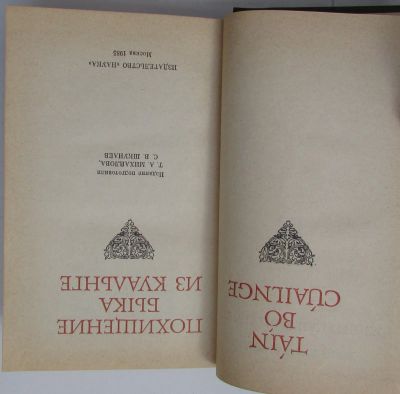 TÁIN
BÓ
CÚAILNGE
ПОХИЩЕНИЕ
БЫКА
ИЗ КУАЛЬНГЕ
Издание подготовили
Т. А. МИХАЙЛОВА,
С. В. ШКУНАЕВ
ИЗДАТЕЛЬСТВО «НАУКА»
Москва 1985